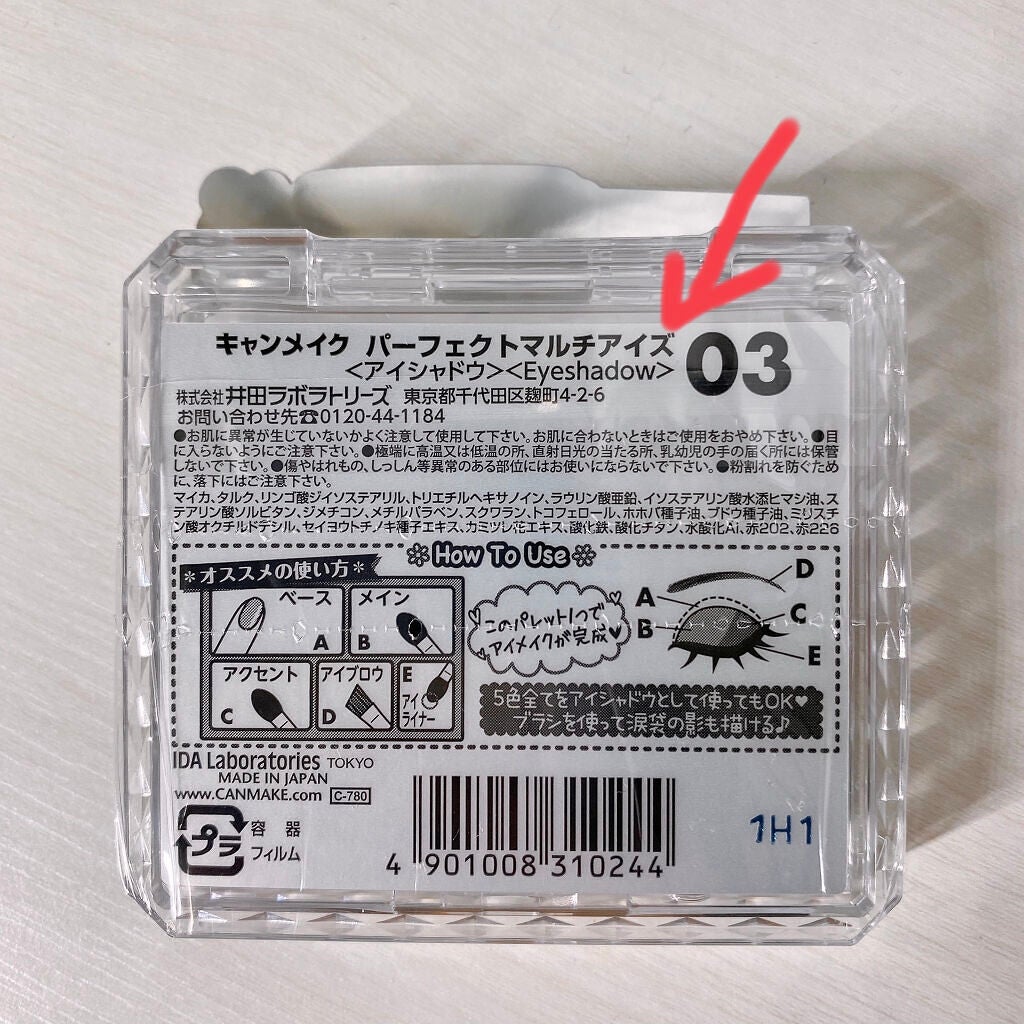 キャンメイク パーフェクトマルチアイズ 03
<アイシャドウ><Eyeshadow>
株式会社 井田ラボラトリーズ 東京都千代田区麹町4-2-6
お問い合わせ先☎0120-44-1184
●お肌に異常が生じていないかよく注意して使用して下さい。お肌に合わないときはご使用をおやめ下さい。●目
に入らないようにご注意下さい。●極端に高温又は低温の所、直射日光の当たる所、乳幼児の手の届く所には保管
しないで下さい。●傷やはれもの、しっしん等異常のある部位にはお使いにならないで下さい。●粉割れを防ぐため
に、落下にはご注意下さい。
マイカ、タルク、リンゴ酸ジイソステアリル、トリエチルヘキサノイン、ラウリン酸亜鉛、イソステアリン酸水添ヒマシ油、ス
テアリン酸ソルビタン、ジメチコン、メチルパラベン、スクワラン、トコフェロール、ホホバ種子油、ブドウ種子油、ミリスチ
ン酸オクチルドデシル、セイヨウトチノキ種子エキス、カミツレ花エキス、酸化鉄、酸化チタン、水酸化Al、赤202、赤226
How To Use
*オススメの使い方*
ベース
A
メイン
B
アクセント
C
アイブロウ
D
E
アイ
ライナー
このパレット1つで
アイメイクが完成♥
A
B
D
C
E
5色全てをアイシャドウとして使ってもOK♥
ブラシを使って涙袋の影も描ける♪
IDA Laboratories TOKYO
MADE IN JAPAN
www.CANMAKE.com C-780
プラ
容器
フィルム
4 901008 310244
1H1